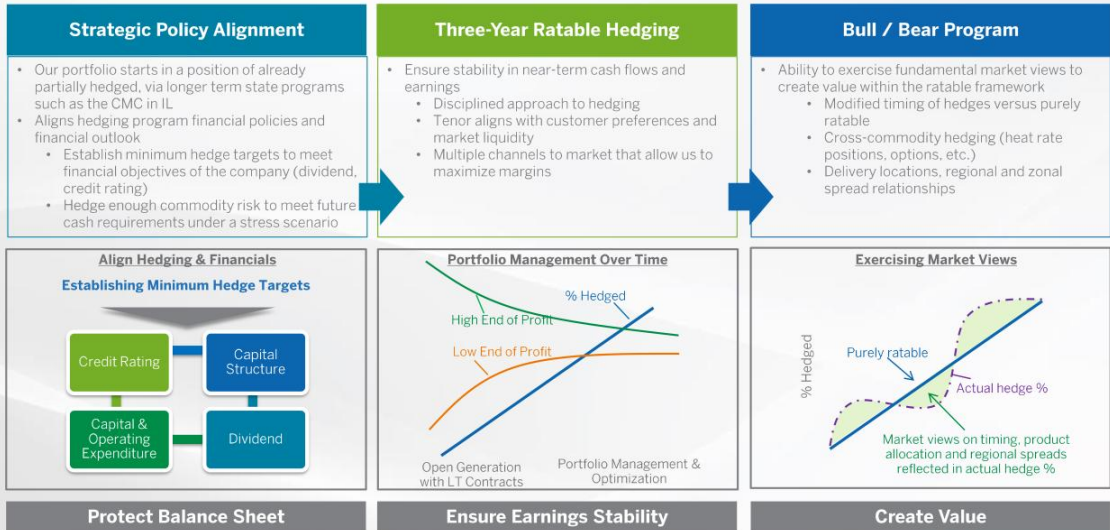 Strategic Policy Alignment
• Our portfolio starts in a position of already
partially hedged, via longer term state programs
such as the CMC in IL
• Aligns hedging program financial policies and
financial outlook
• Establish minimum hedge targets to meet
financial objectives of the company (dividend,
credit rating)
• Hedge enough commodity risk to meet future
cash requirements under a stress scenario
Three-Year Ratable Hedging
• Ensure stability in near-term cash flows and
earnings
• Disciplined approach to hedging
• Tenor aligns with customer preferences and
market liquidity
• Multiple channels to market that allow us to
maximize margins
Bull / Bear Program
• Ability to exercise fundamental market views to
create value within the ratable framework
• Modified timing of hedges versus purely
ratable
• Cross-commodity hedging (heat rate
positions, options, etc.)
• Delivery locations, regional and zonal
spread relationships
Align Hedging & Financials
Establishing Minimum Hedge Targets
Credit Rating
Capital
Structure
Capital &
Operating
Expenditure
Dividend
Protect Balance Sheet
Portfolio Management Over Time
% Hedged
High End of Profit
Low End of Profit
Open Generation
with LT Contracts
Portfolio Management &
Optimization
Ensure Earnings Stability
Exercising Market Views
% Hedged
Purely ratable
Actual hedge %
Market views on timing, product
allocation and regional spreads
reflected in actual hedge %
Create Value